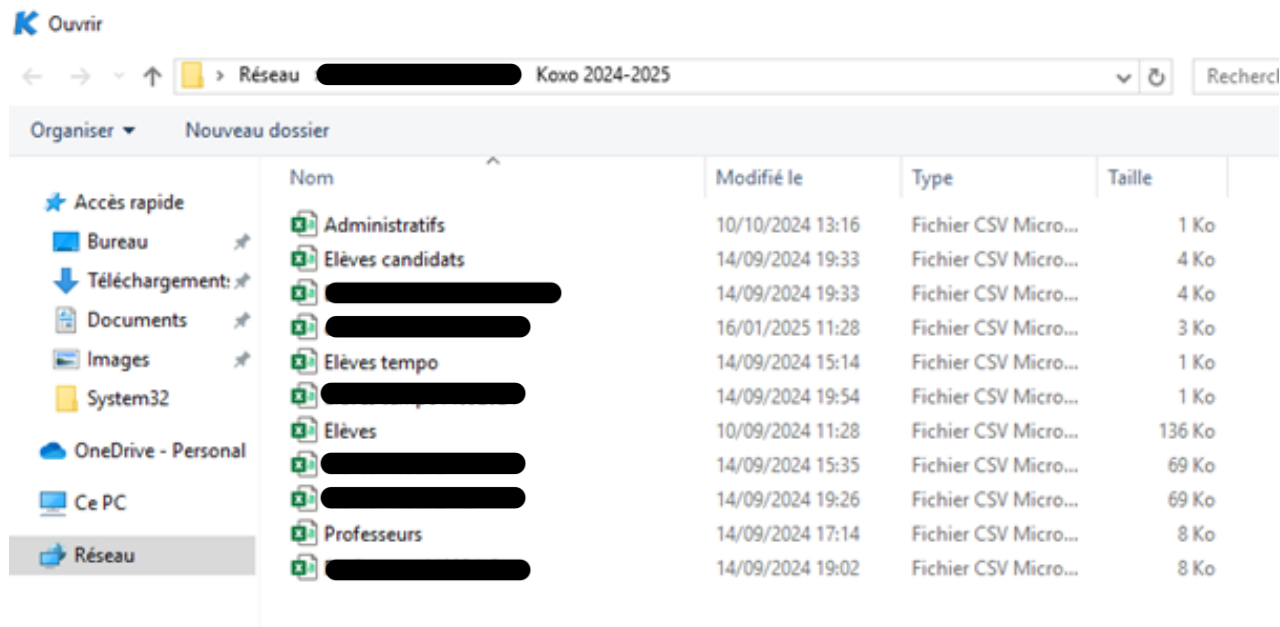 Ouvrir
Réseau Koxo 2024-2025 Recherch
Organiser Nouveau dossier
Nom Modifié le Type Taille
Accès rapide
Bureau
Téléchargement:
Documents
Images
System32
OneDrive - Personal
Ce PC
Réseau
Administratifs 10/10/2024 13:16 Fichier CSV Micro... 1 Ko
Elèves candidats 14/09/2024 19:33 Fichier CSV Micro... 4 Ko
14/09/2024 19:33 Fichier CSV Micro... 4 Ko
16/01/2025 11:28 Fichier CSV Micro... 3 Ko
Elèves tempo 14/09/2024 15:14 Fichier CSV Micro... 1 Ko
14/09/2024 19:54 Fichier CSV Micro... 1 Ko
Elèves 10/09/2024 11:28 Fichier CSV Micro... 136 Ko
14/09/2024 15:35 Fichier CSV Micro... 69 Ko
14/09/2024 19:26 Fichier CSV Micro... 69 Ko
Professeurs 14/09/2024 17:14 Fichier CSV Micro... 8 Ko
14/09/2024 19:02 Fichier CSV Micro... 8 Ko